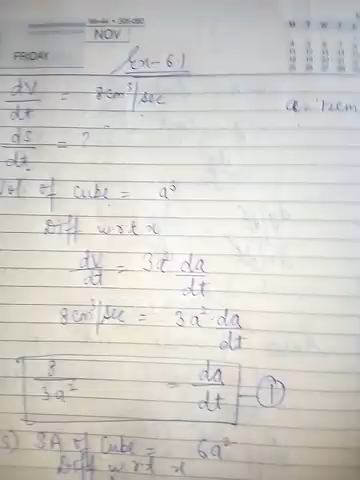 NOV
FRIDAY
M T W T
Ex-6.1
dV/dt = 8cm³/sec
a = 12cm
dS/dt = ?
Vol. of Cube = a³
Diff w.r.t x
dV/dt = 3a² da/dt
8cm³/sec = 3a² · da/dt
8/3a² = da/dt - ①
S) SA of Cube = 6a²
Diff w r t x